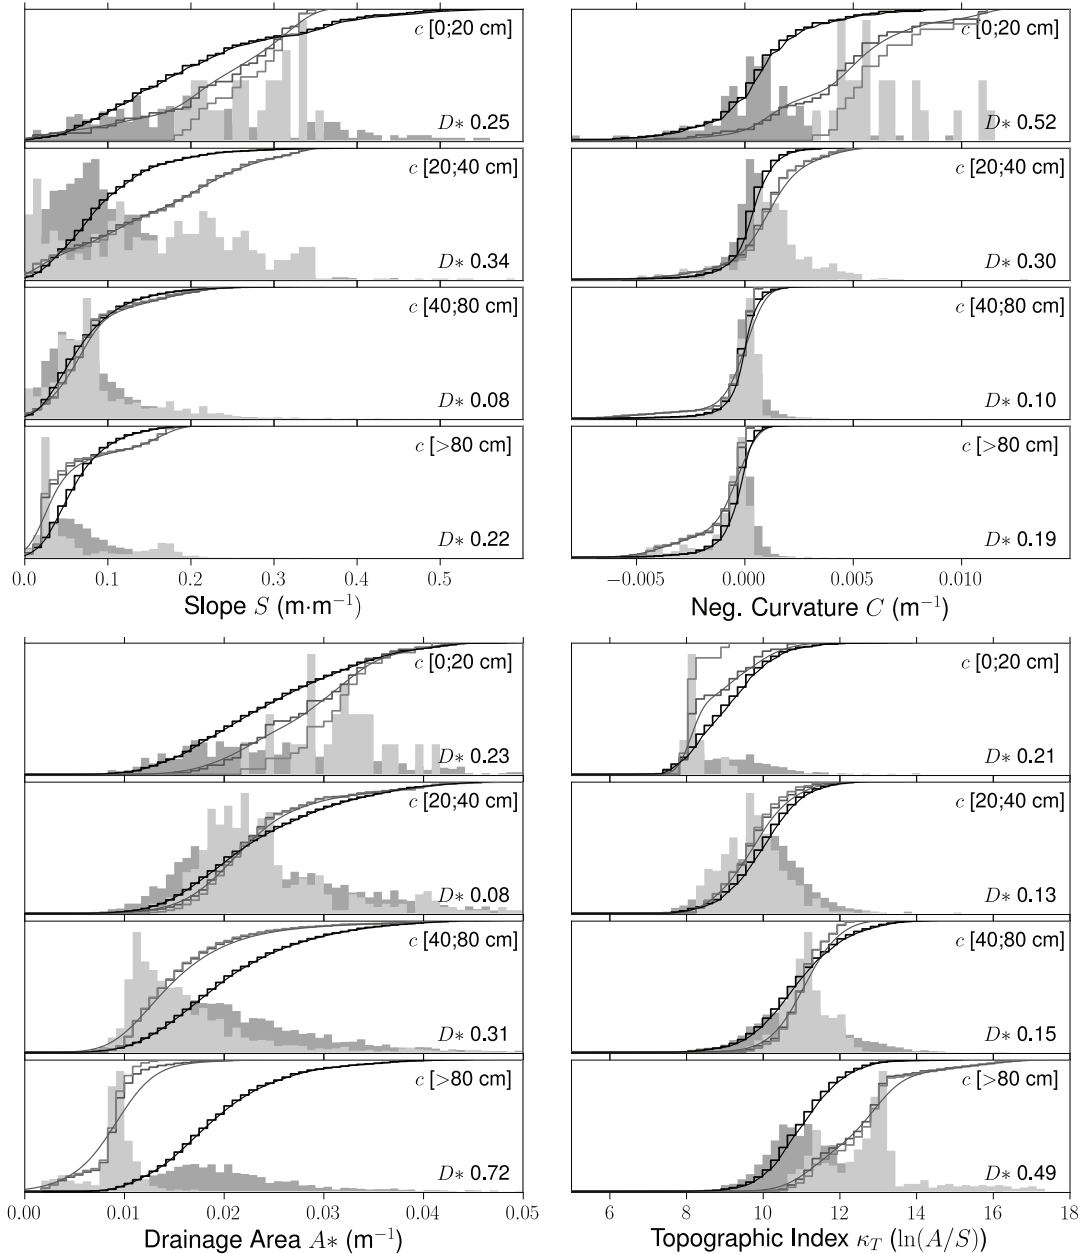 c [0;20 cm]
D* 0.25
c [20;40 cm]
D* 0.34
c [40;80 cm]
D* 0.08
c [>80 cm]
D* 0.22
0.0 0.1 0.2 0.3 0.4 0.5
Slope S (m·m⁻¹)
c [0;20 cm]
D* 0.52
c [20;40 cm]
D* 0.30
c [40;80 cm]
D* 0.10
c [>80 cm]
D* 0.19
−0.005 0.000 0.005 0.010
Neg. Curvature C (m⁻¹)
c [0;20 cm]
D* 0.23
c [20;40 cm]
D* 0.08
c [40;80 cm]
D* 0.31
c [>80 cm]
D* 0.72
0.00 0.01 0.02 0.03 0.04 0.05
Drainage Area A* (m⁻¹)
c [0;20 cm]
D* 0.21
c [20;40 cm]
D* 0.13
c [40;80 cm]
D* 0.15
c [>80 cm]
D* 0.49
6 8 10 12 14 16 18
Topographic Index κ_T (ln(A/S))